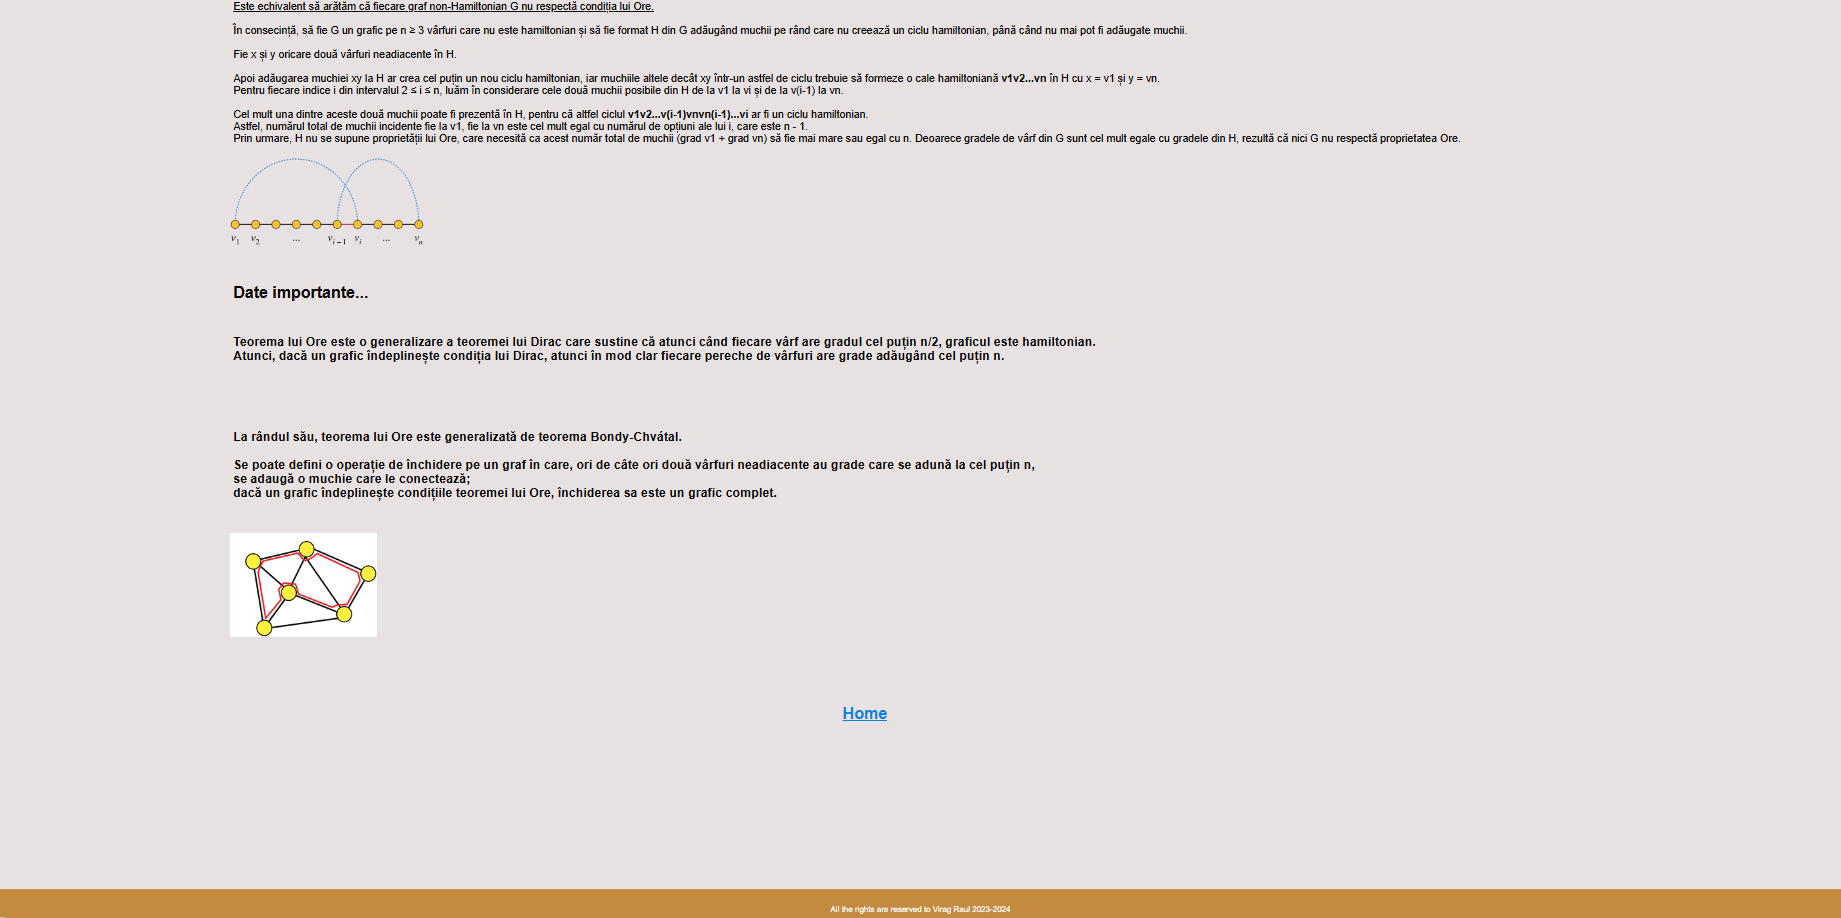 Este echivalent să arătăm că fiecare graf non-Hamiltonian G nu respectă condiția lui Ore.
În consecință, să fie G un grafic pe n ≥ 3 vârfuri care nu este hamiltonian și să fie format H din G adăugând muchii pe rând care nu creează un ciclu hamiltonian, până când nu mai pot fi adăugate muchii.
Fie x și y oricare două vârfuri neadiacente în H.
Apoi adăugarea muchiei xy la H ar crea cel puțin un nou ciclu hamiltonian, iar muchiile altele decât xy într-un astfel de ciclu trebuie să formeze o cale hamiltoniană v1v2...vn în H cu x = v1 și y = vn.
Pentru fiecare indice i din intervalul 2 ≤ i ≤ n, luăm în considerare cele două muchii posibile din H de la v1 la vi și de la v(i-1) la vn.
Cel mult una dintre aceste două muchii poate fi prezentă în H, pentru că altfel ciclul v1v2...v(i-1)vnvn(i-1)...vi ar fi un ciclu hamiltonian.
Astfel, numărul total de muchii incidente fie la v1, fie la vn este cel mult egal cu numărul de opțiuni ale lui i, care este n - 1.
Prin urmare, H nu se supune proprietății lui Ore, care necesită ca acest număr total de muchii (grad v1 + grad vn) să fie mai mare sau egal cu n. Deoarece gradele de vârf din G sunt cel mult egale cu gradele din H, rezultă că nici G nu respectă proprietatea Ore.
v1 v2 ... vi−1 vi ... vn
Date importante...
Teorema lui Ore este o generalizare a teoremei lui Dirac care sustine că atunci când fiecare vârf are gradul cel puțin n/2, graficul este hamiltonian.
Atunci, dacă un grafic îndeplinește condiția lui Dirac, atunci în mod clar fiecare pereche de vârfuri are grade adăugând cel puțin n.
La rândul său, teorema lui Ore este generalizată de teorema Bondy-Chvátal.
Se poate defini o operație de închidere pe un graf în care, ori de câte ori două vârfuri neadiacente au grade care se adună la cel puțin n,
se adaugă o muchie care le conectează;
dacă un grafic îndeplinește condițiile teoremei lui Ore, închiderea sa este un grafic complet.
Home
All the rights are reserved to Virag Raul 2023-2024